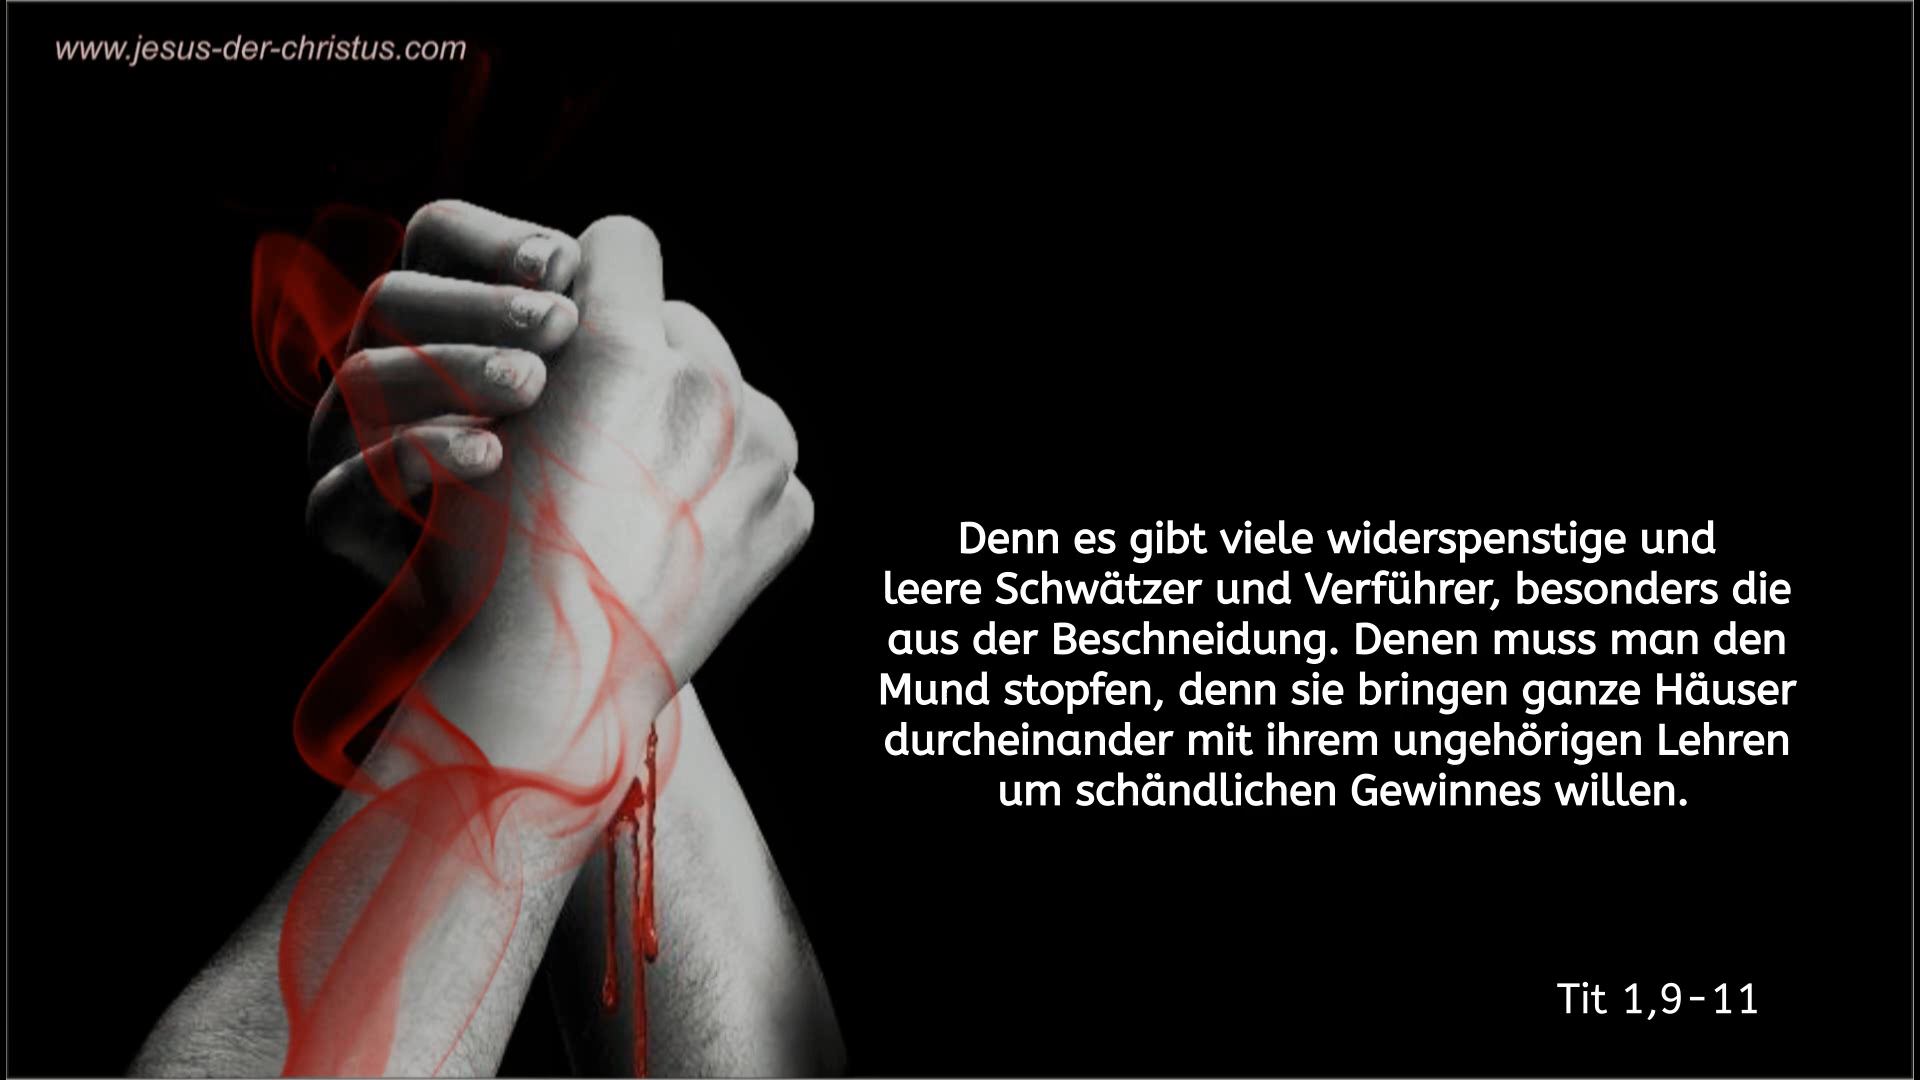 www.jesus-der-christus.com
Denn es gibt viele widerspenstige und
leere Schwätzer und Verführer, besonders die
aus der Beschneidung. Denen muss man den
Mund stopfen, denn sie bringen ganze Häuser
durcheinander mit ihrem ungehörigen Lehren
um schändlichen Gewinnes willen.
Tit 1,9-11